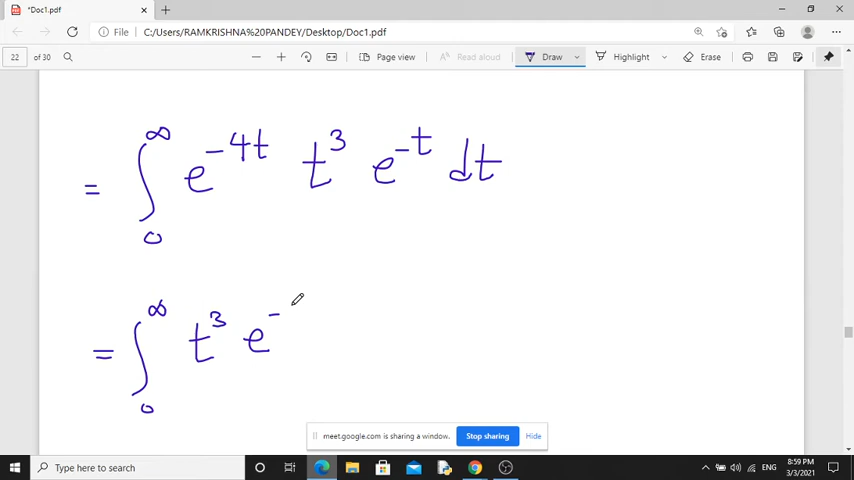 *Doc1.pdf
File C:/Users/RAMKRISHNA%20PANDEY/Desktop/Doc1.pdf
22 of 30 Page view Read aloud Draw Highlight Erase
= ∫₀^∞ e^{-4t} t³ e^{-t} dt
= ∫₀^∞ t³ e^-
meet.google.com is sharing a window. Stop sharing Hide
Type here to search
ENG
8:59 PM
3/3/2021